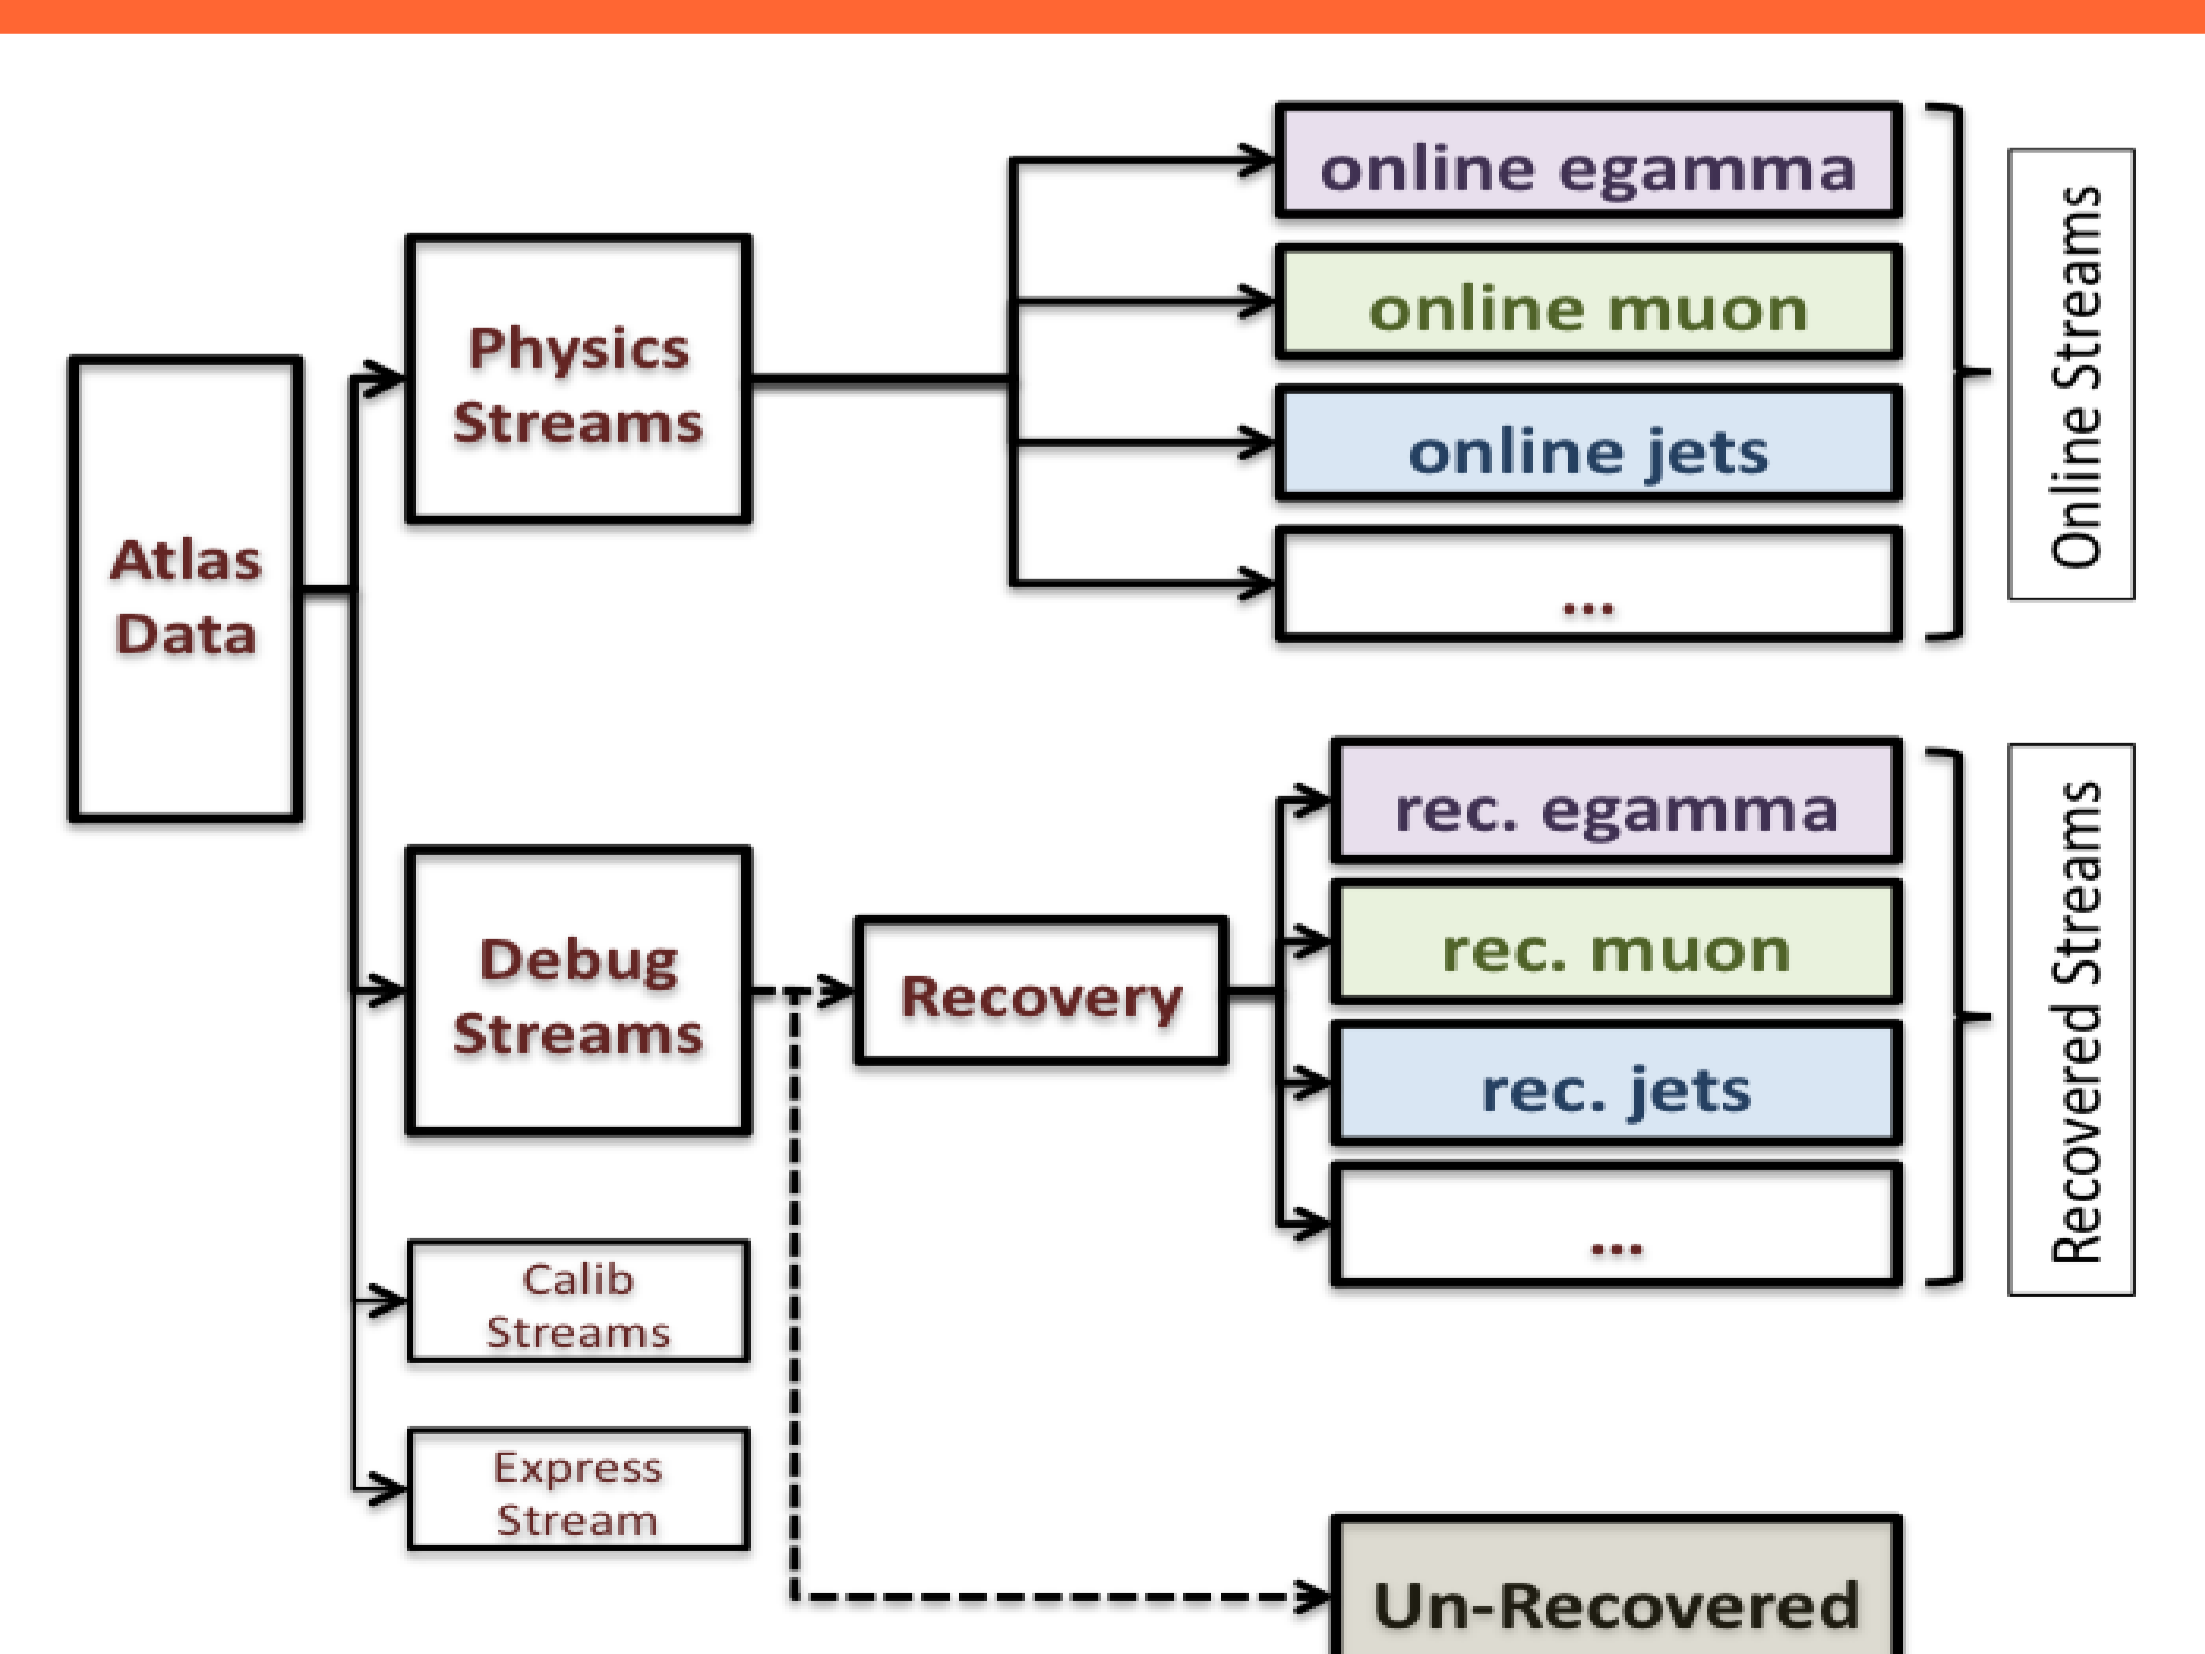 Atlas
Data
Physics
Streams
online egamma
online muon
online jets
...
Online Streams
Debug
Streams
Recovery
rec. egamma
rec. muon
rec. jets
...
Recovered Streams
Calib
Streams
Express
Stream
Un-Recovered